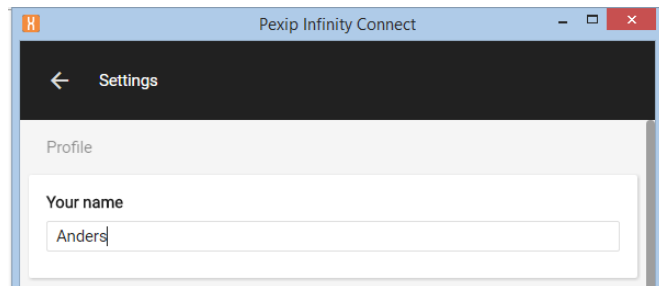 Pexip Infinity Connect
Settings
Profile
Your name
Anders